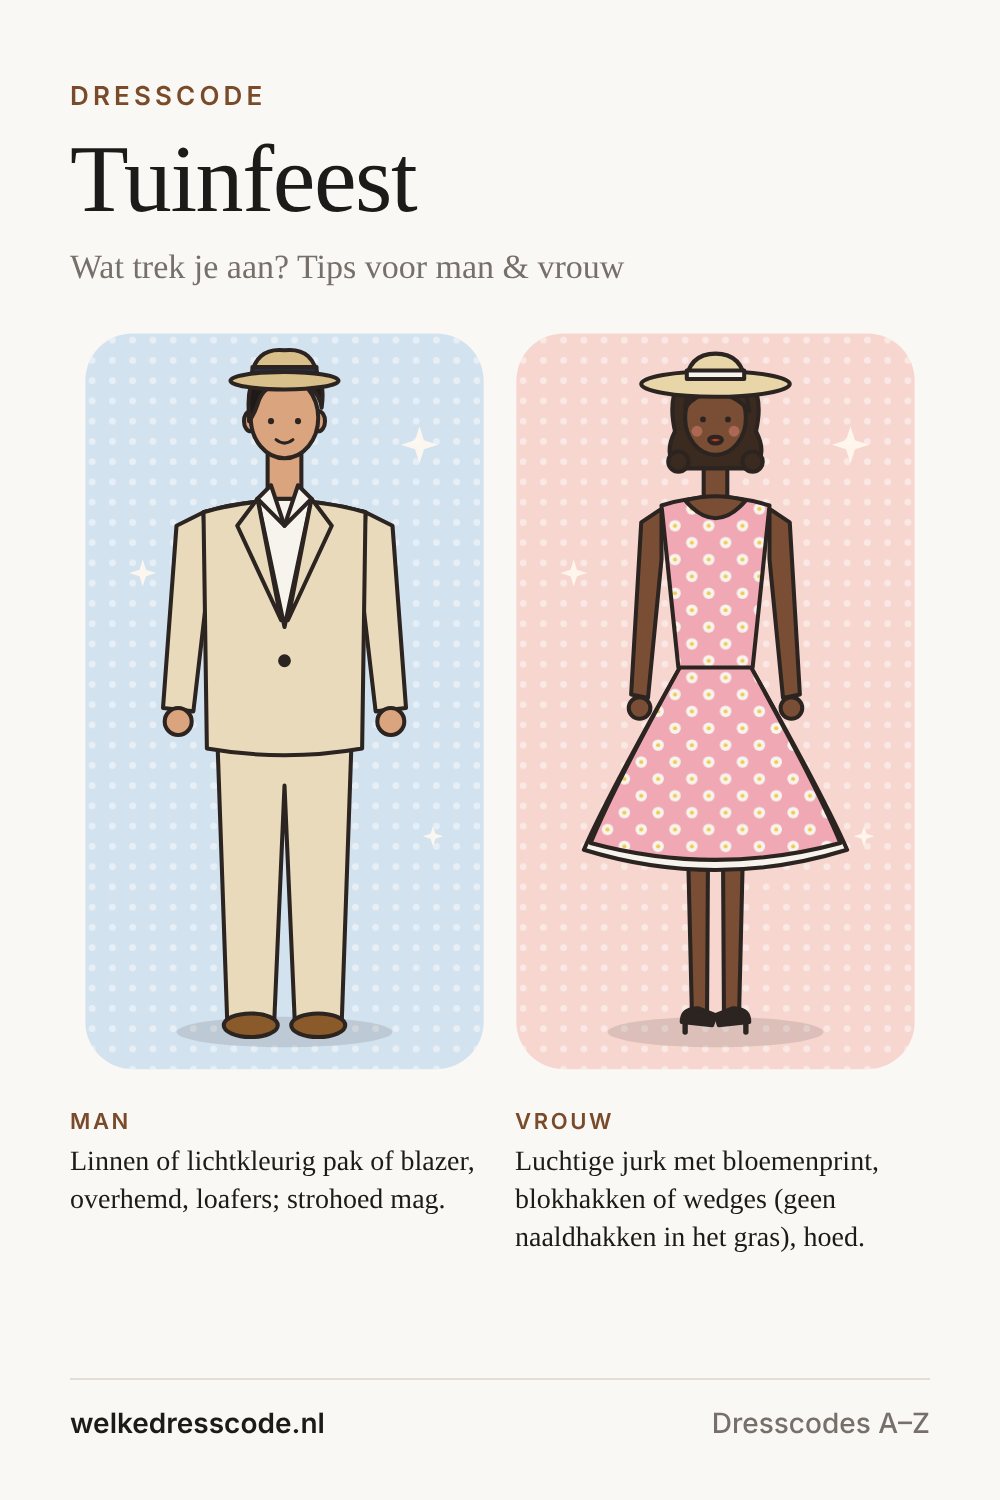 DRESSCODE
Tuinfeest
Wat trek je aan? Tips voor man & vrouw
MAN
Linnen of lichtkleurig pak of blazer,
overhemd, loafers; strohoed mag.
VROUW
Luchtige jurk met bloemenprint,
blokhakken of wedges (geen
naaldhakken in het gras), hoed.
welkedresscode.nl
Dresscodes A–Z